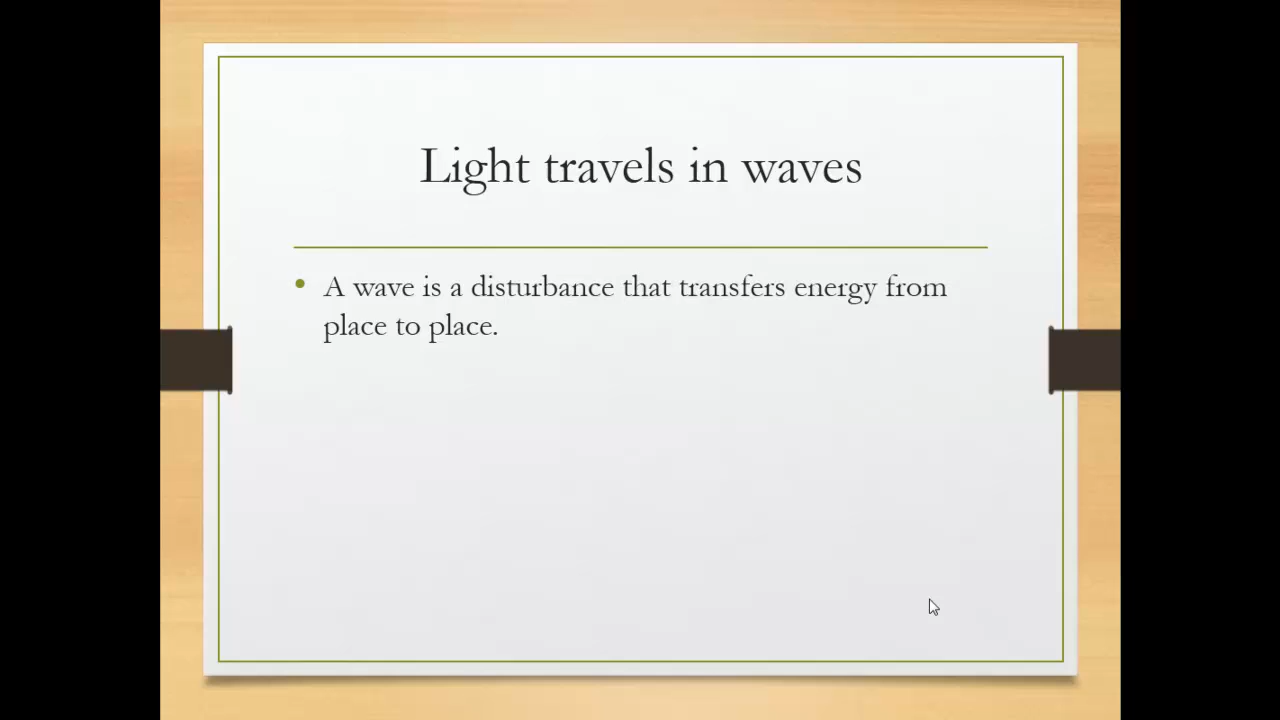 Light travels in waves
• A wave is a disturbance that transfers energy from
place to place.